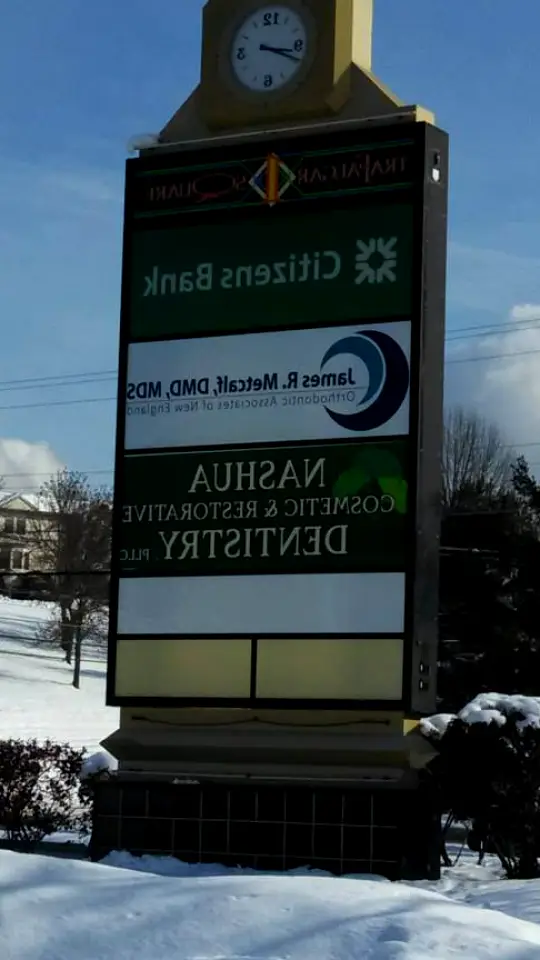 12
9
3
6
TRAFALGAR SQUARE
Citizens Bank
James R. Metcalf, DMD, MDS
Orthodontic Associates of New England
NASHUA
COSMETIC & RESTORATIVE
DENTISTRY PLLC